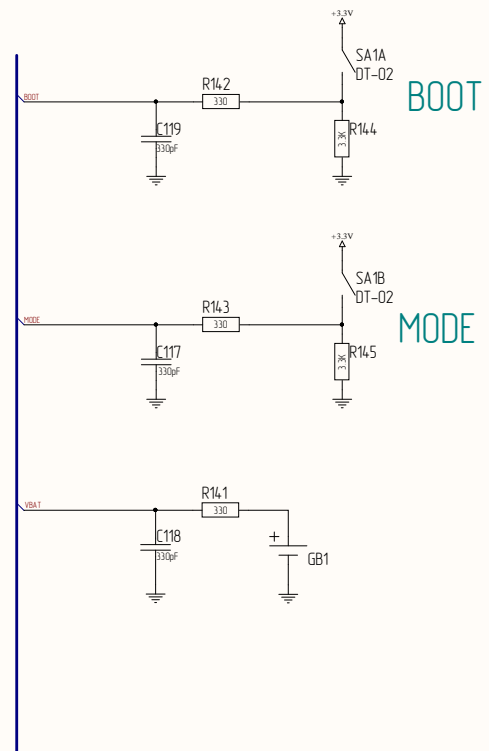 +3.3V
SA1A
DT-02
BOOT
R142
330
BOOT
C119
330pF
R144
3.3K
+3.3V
SA1B
DT-02
MODE
R143
330
MODE
C117
330pF
R145
3.3K
R141
330
VBAT
C118
330pF
+
GB1